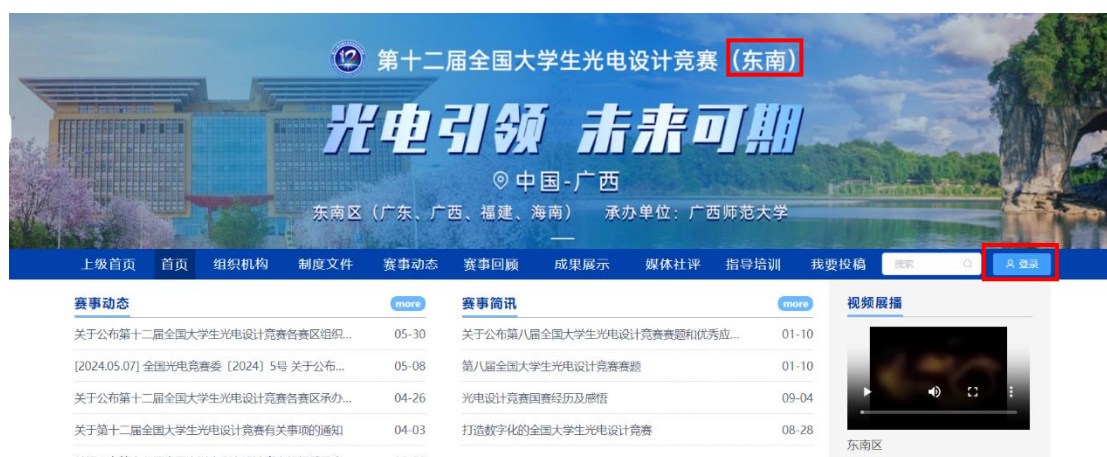 第十二届全国大学生光电设计竞赛（东南）
光电引领 未来可期
中国-广西
东南区（广东、广西、福建、海南） 承办单位：广西师范大学
上级首页 首页 组织机构 制度文件 赛事动态 赛事回顾 成果展示 媒体社评 指导培训 我要投稿 搜索 登录
赛事动态 more
关于公布第十二届全国大学生光电设计竞赛各赛区组织... 05-30
[2024.05.07] 全国光电竞赛委〔2024〕5号 关于公布... 05-08
关于公布第十二届全国大学生光电设计竞赛各赛区承办... 04-26
关于第十二届全国大学生光电设计竞赛有关事项的通知 04-03
赛事简讯 more
关于公布第八届全国大学生光电设计竞赛赛题和优秀应... 01-10
第八届全国大学生光电设计竞赛赛题 01-10
光电设计竞赛国赛经历及感悟 09-04
打造数字化的全国大学生光电设计竞赛 08-28
视频展播
东南区